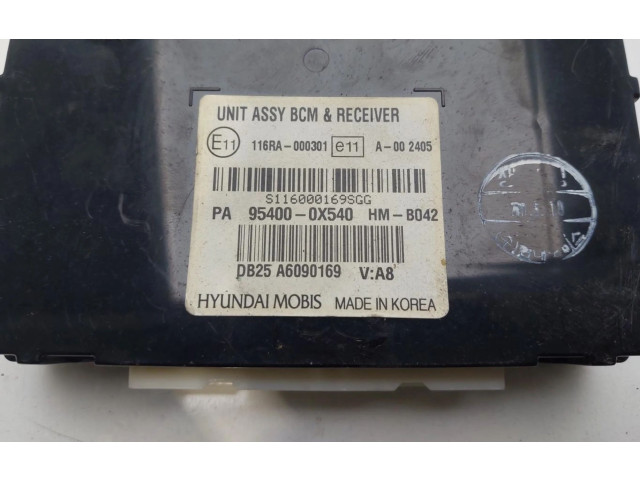 UNIT ASSY BCM & RECEIVER
E11 116RA-000301 e11 A-00 2405
S116000169SGG
PA 95400-0X540 HM-B042
DB25 A6090169 V:A8
HYUNDAI MOBIS MADE IN KOREA